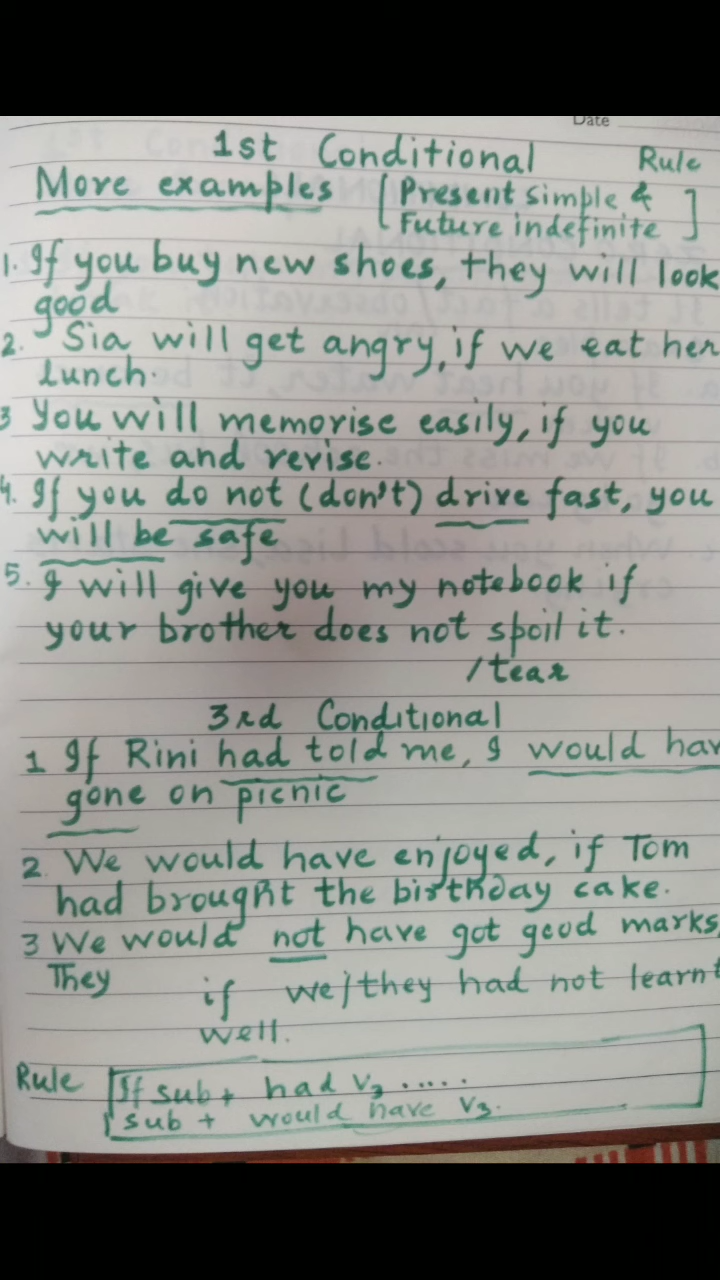 Date
1st Conditional Rule
More examples [Present simple &
Future indefinite]
1. If you buy new shoes, they will look
good
2. Sia will get angry, if we eat her
lunch.
3 You will memorise easily, if you
write and revise.
4. If you do not (don't) drive fast, you
will be safe
5. I will give you my notebook if
your brother does not spoil it.
/tear
3rd Conditional
1 If Rini had told me, I would hav
gone on picnic
2. We would have enjoyed, if Tom
had brought the birthday cake.
3 We would not have got good marks,
They if we/they had not learnt
well.
Rule If sub + had V3 .....
sub + would have V3.